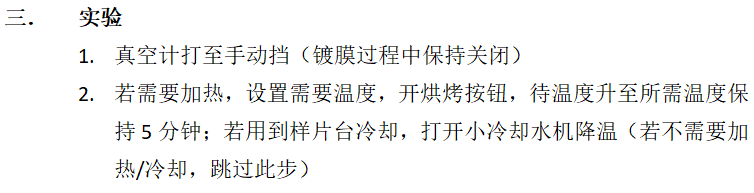 三. 实验
1. 真空计打至手动挡（镀膜过程中保持关闭）
2. 若需要加热，设置需要温度，开烘烤按钮，待温度升至所需温度保
持 5 分钟；若用到样片台冷却，打开小冷却水机降温（若不需要加
热/冷却，跳过此步）